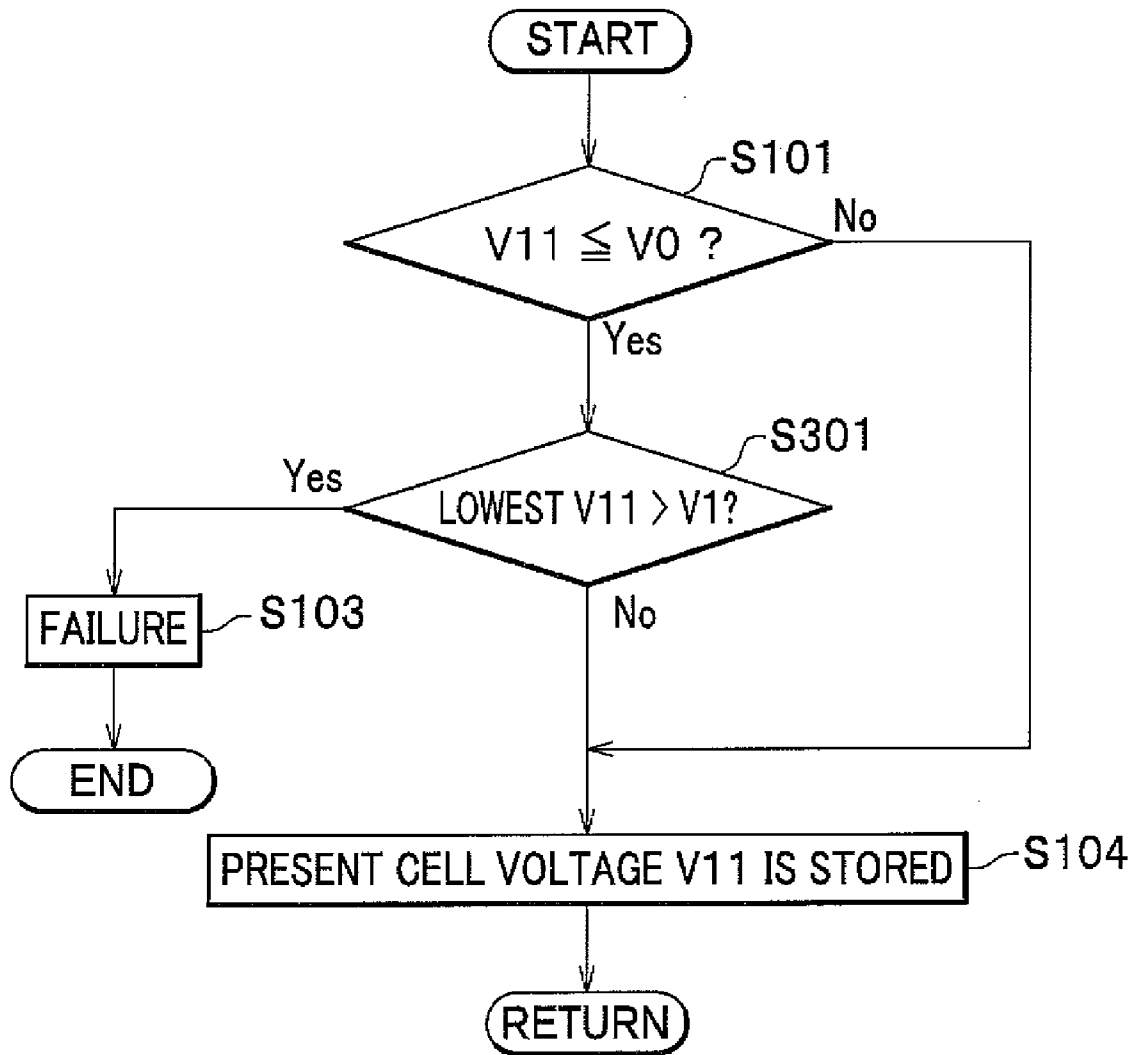 START
S101
V11 ≦ V0 ?
No
Yes
S301
Yes
LOWEST V11 > V1?
No
FAILURE
S103
END
PRESENT CELL VOLTAGE V11 IS STORED
S104
RETURN